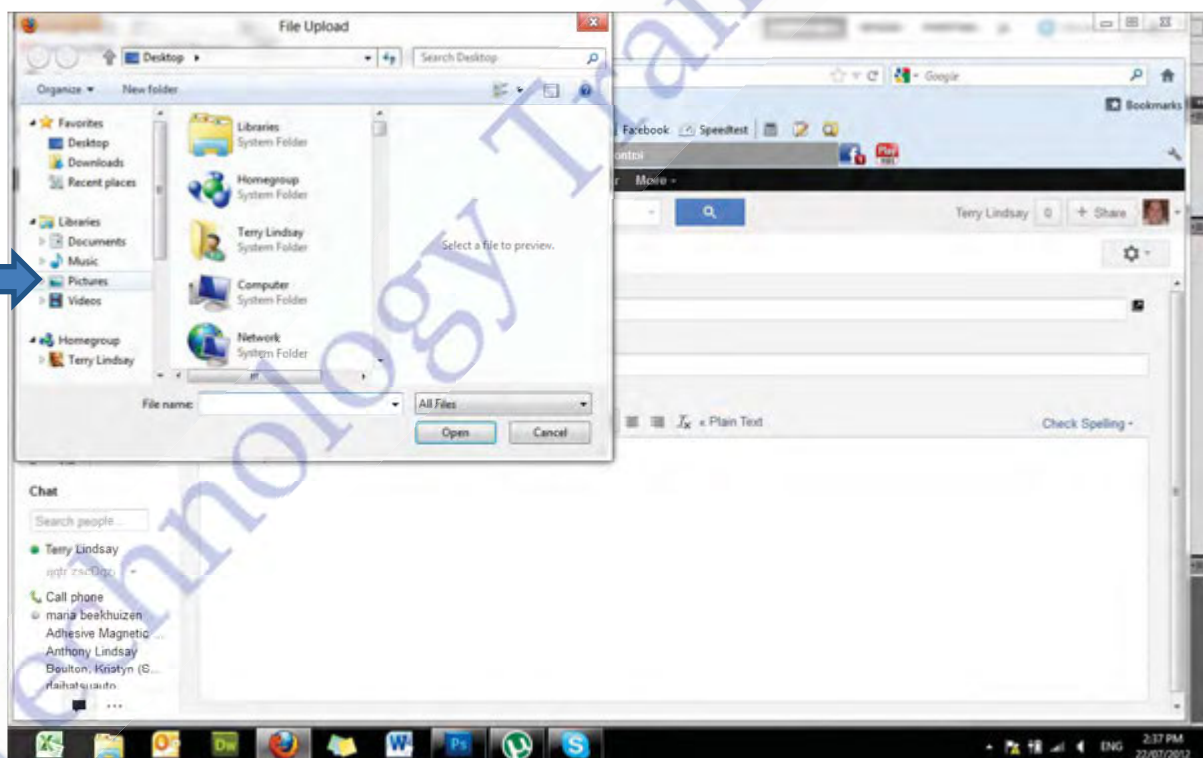 File Upload
Desktop
Search Desktop
Organize
New folder
Favorites
Desktop
Downloads
Recent places
Libraries
Documents
Music
Pictures
Videos
Homegroup
Terry Lindsay
Libraries
System Folder
Homegroup
System Folder
Terry Lindsay
System Folder
Computer
System Folder
Network
System Folder
Select a file to preview.
File name:
All Files
Open
Cancel
Google
Bookmarks
Facebook
Speedtest
More
Terry Lindsay 0 + Share
« Plain Text
Check Spelling
Chat
Search people...
Terry Lindsay
Call phone
maria beekhuizen
Adhesive Magnetic ...
Anthony Lindsay
Boulton, Kristyn (S...
daihatsuauto
Dw
W
Ps
S
ENG
2:37 PM
22/07/2012
echnology Tra